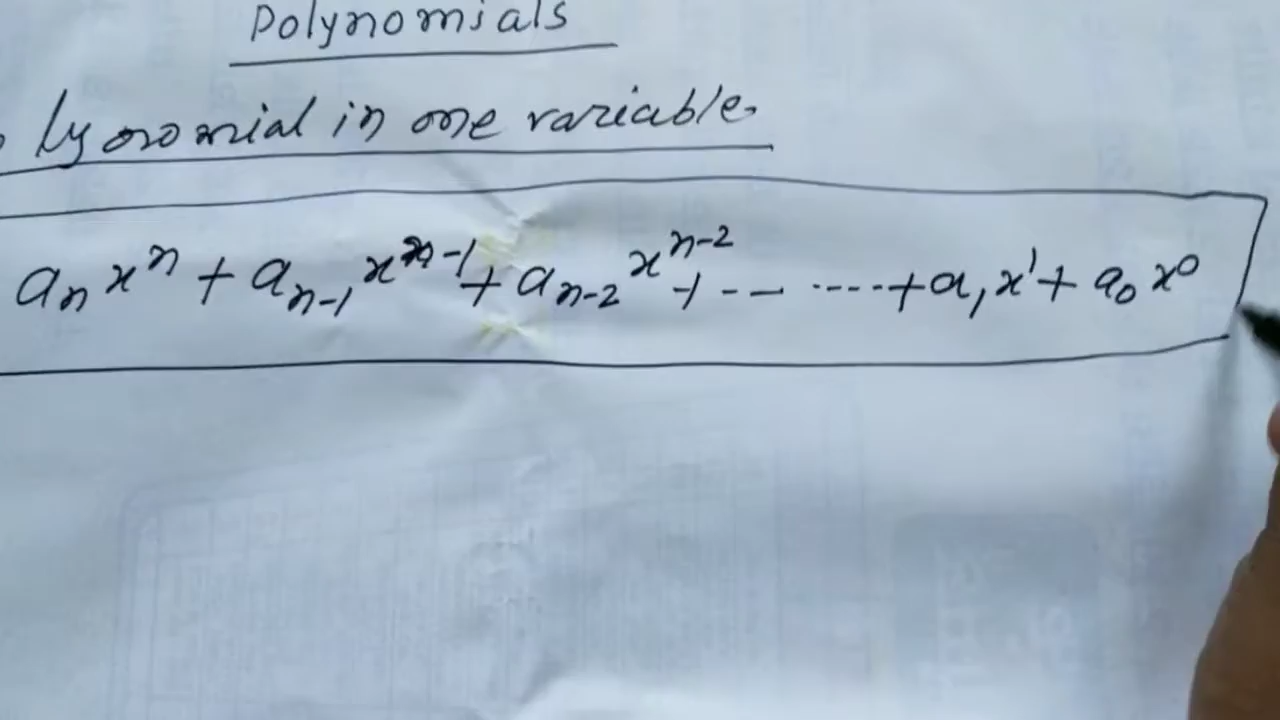 Polynomials
lynomial in one variable.
aₙxⁿ + aₙ₋₁xⁿ⁻¹ + aₙ₋₂xⁿ⁻² + -- ----- + a₁x¹ + a₀x⁰